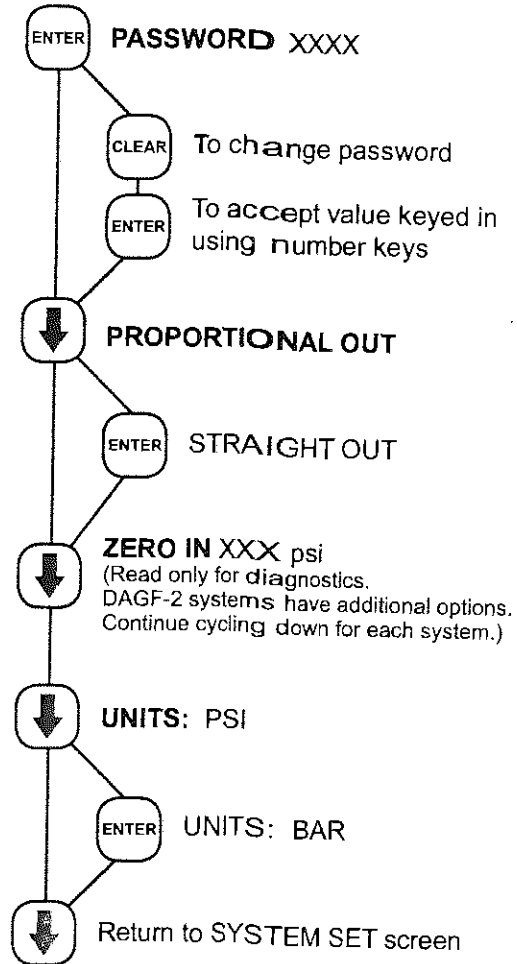 ENTER PASSWORD XXXX
CLEAR To change password
ENTER To accept value keyed in
using number keys
PROPORTIONAL OUT
ENTER STRAIGHT OUT
ZERO IN XXX psi
(Read only for diagnostics.
DAGF-2 systems have additional options.
Continue cycling down for each system.)
UNITS: PSI
ENTER UNITS: BAR
Return to SYSTEM SET screen